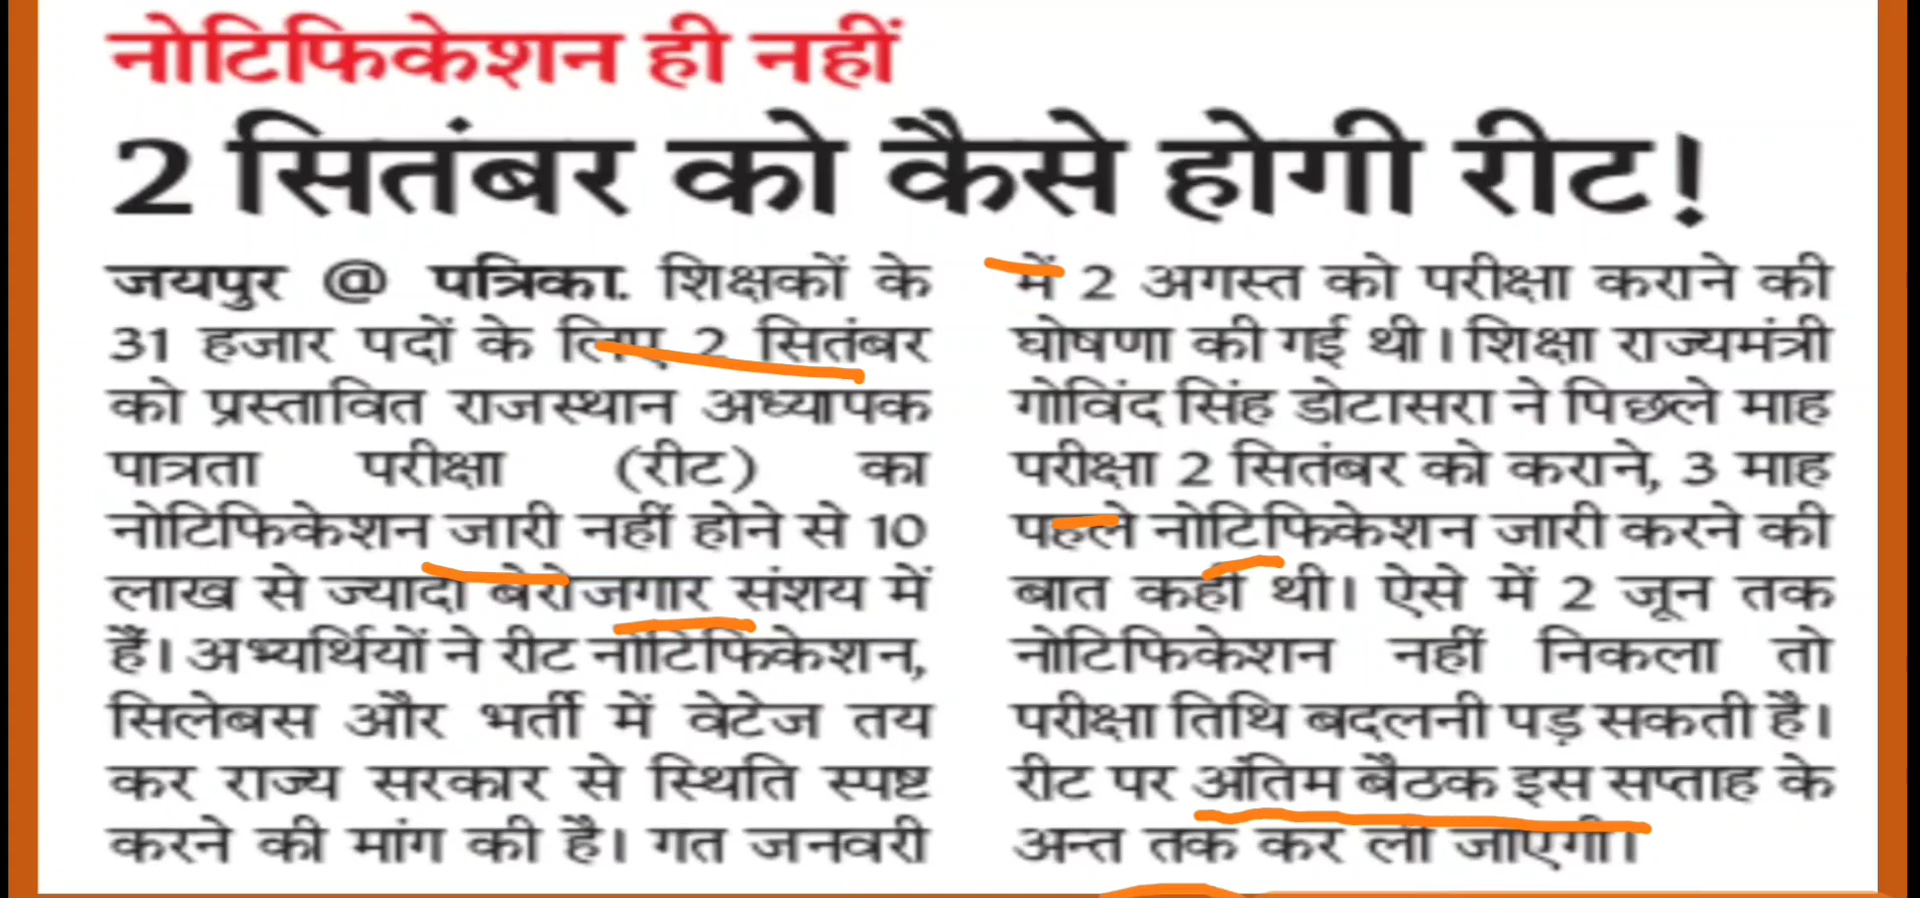 नोटिफिकेशन ही नहीं
2 सितंबर को कैसे होगी रीट!
जयपुर @ पत्रिका. शिक्षकों के
31 हजार पदों के लिए 2 सितंबर
को प्रस्तावित राजस्थान अध्यापक
पात्रता परीक्षा (रीट) का
नोटिफिकेशन जारी नहीं होने से 10
लाख से ज्यादा बेरोजगार संशय में
हैं। अभ्यर्थियों ने रीट नोटिफिकेशन,
सिलेबस और भर्ती में वेटेज तय
कर राज्य सरकार से स्थिति स्पष्ट
करने की मांग की है। गत जनवरी
में 2 अगस्त को परीक्षा कराने की
घोषणा की गई थी। शिक्षा राज्यमंत्री
गोविंद सिंह डोटासरा ने पिछले माह
परीक्षा 2 सितंबर को कराने, 3 माह
पहले नोटिफिकेशन जारी करने की
बात कही थी। ऐसे में 2 जून तक
नोटिफिकेशन नहीं निकला तो
परीक्षा तिथि बदलनी पड़ सकती है।
रीट पर अंतिम बैठक इस सप्ताह के
अन्त तक कर ली जाएगी।